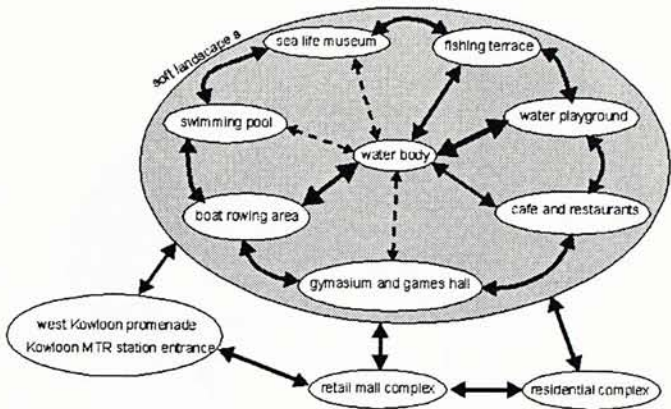 soft landscape a
sea life museum
fishing terrace
swimming pool
water playground
water body
boat rowing area
cafe and restaurants
gymasium and games hall
west Kowloon promenade
Kowloon MTR station entrance
retail mall complex
residential complex